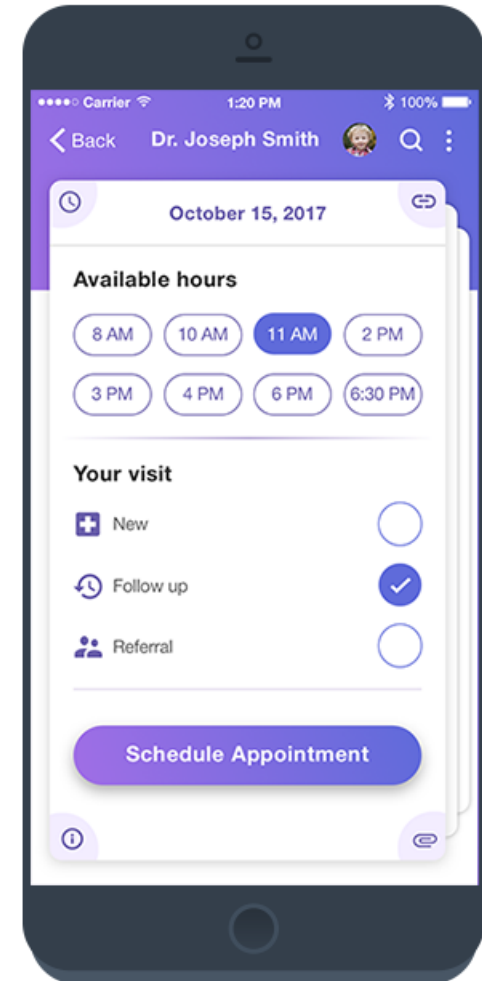 Carrier 1:20 PM 100%
Back Dr. Joseph Smith
October 15, 2017
Available hours
8 AM 10 AM 11 AM 2 PM
3 PM 4 PM 6 PM 6:30 PM
Your visit
New
Follow up
Referral
Schedule Appointment